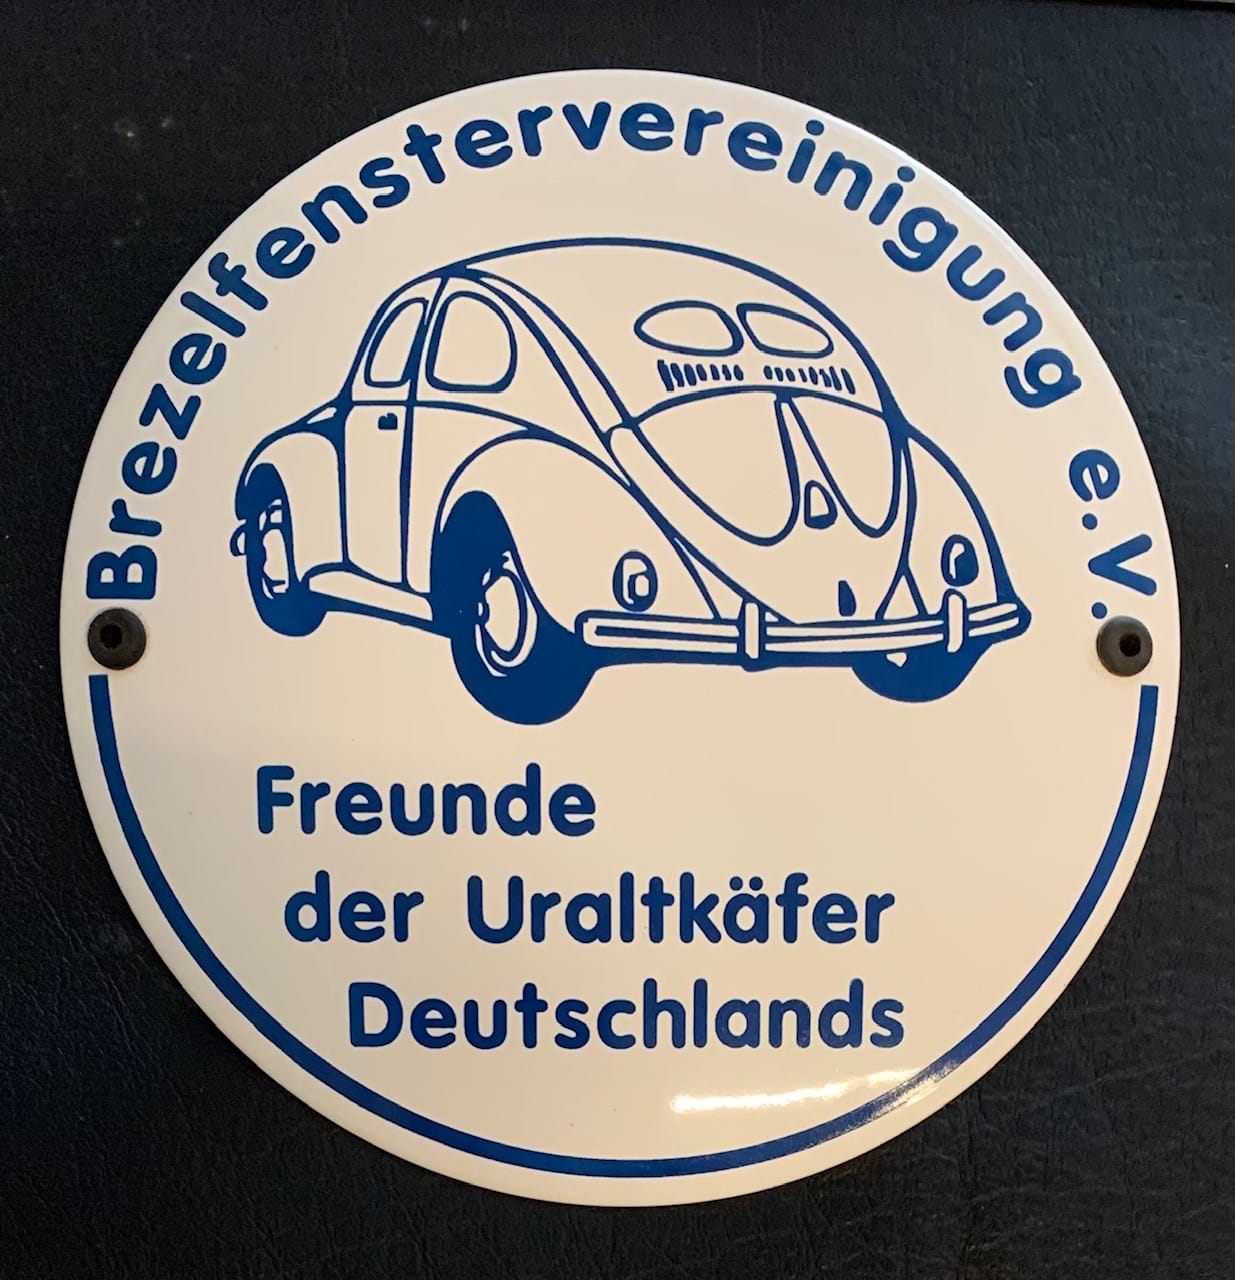 Brezelfenstervereinigung e.V.
Freunde
der Uraltkäfer
Deutschlands